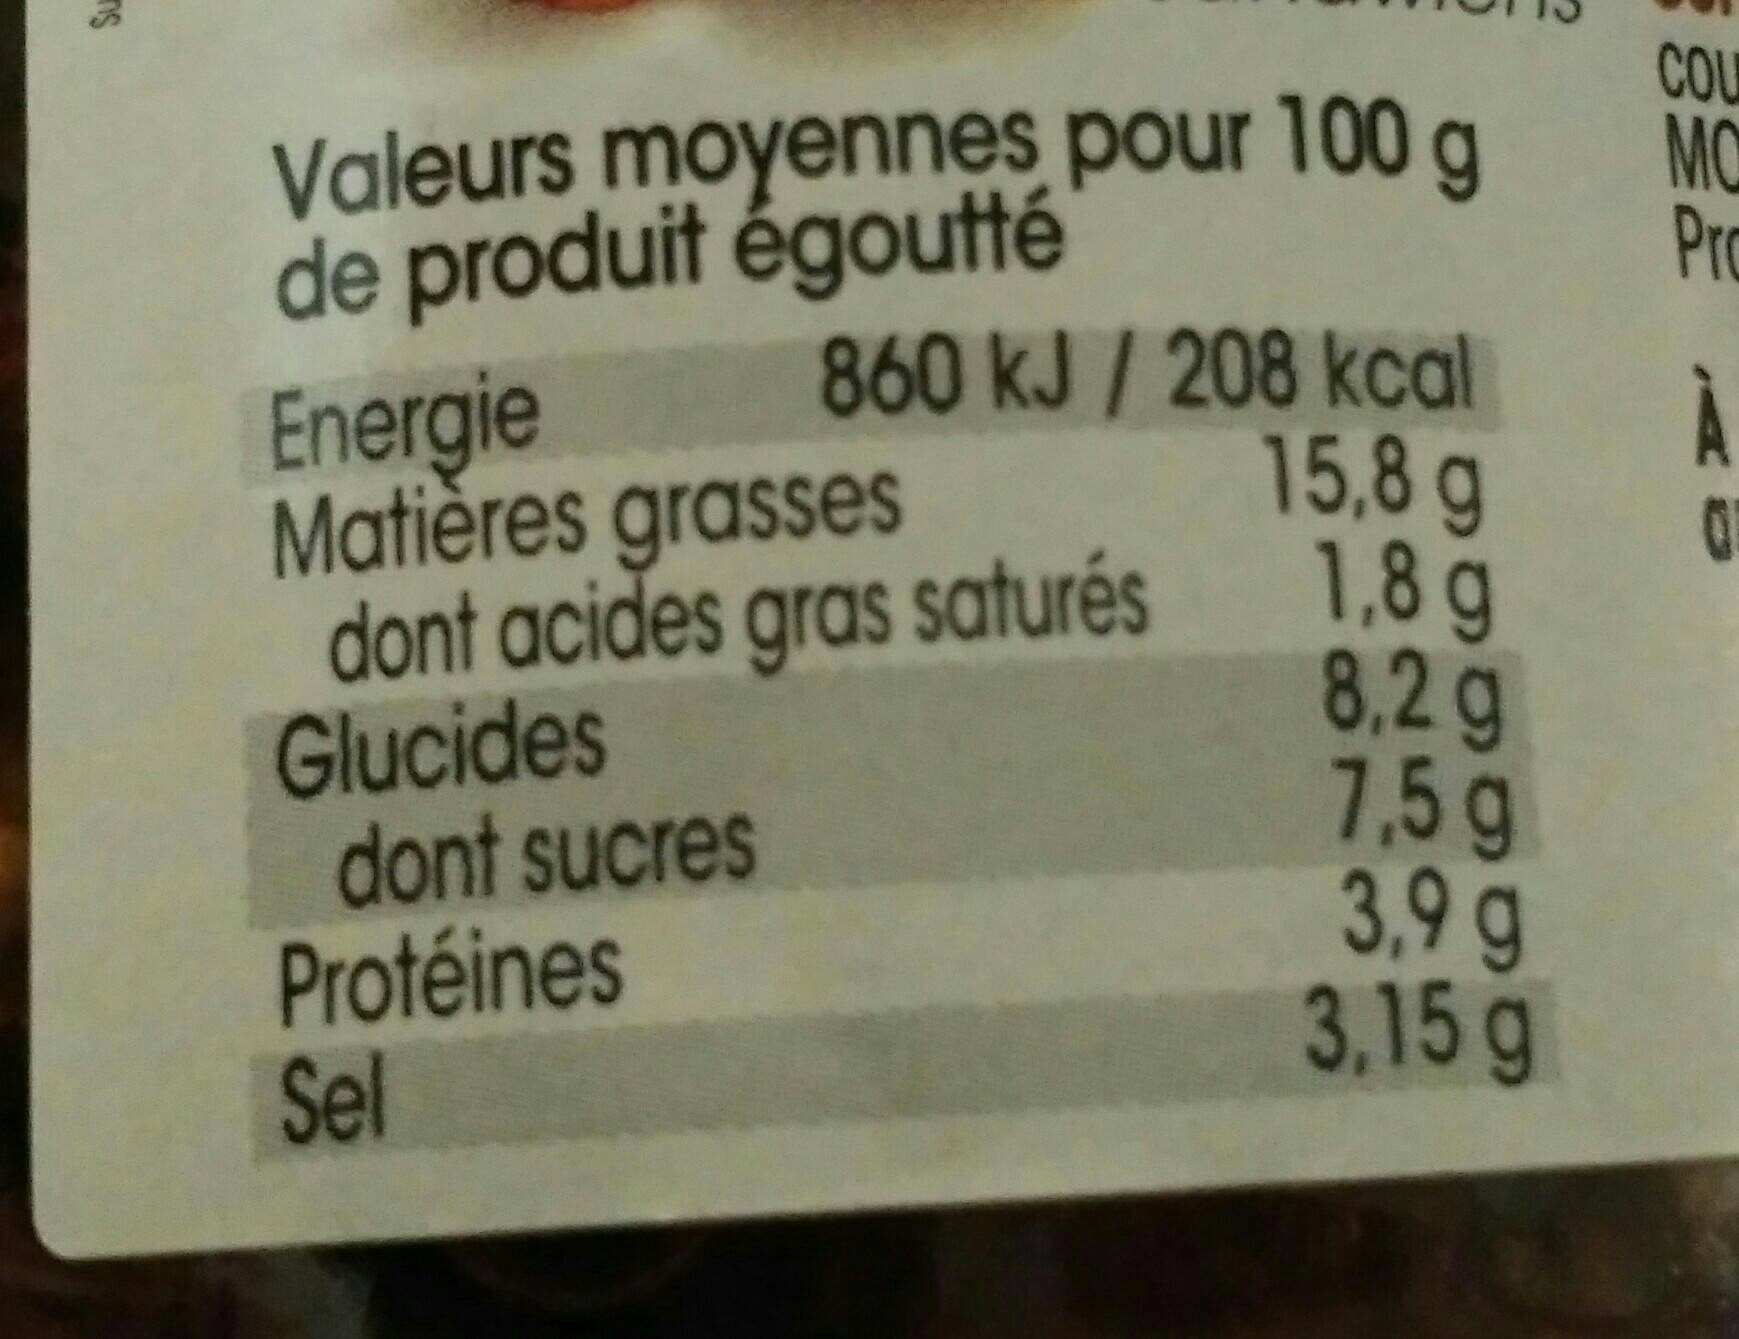 Valeurs moyennes pour 100 g
de produit égoutté
Energie 860 kJ / 208 kcal
Matières grasses 15,8 g
dont acides gras saturés 1,8 g
Glucides 8,2 g
dont sucres 7,5 g
Protéines 3,9 g
Sel 3,15 g
À